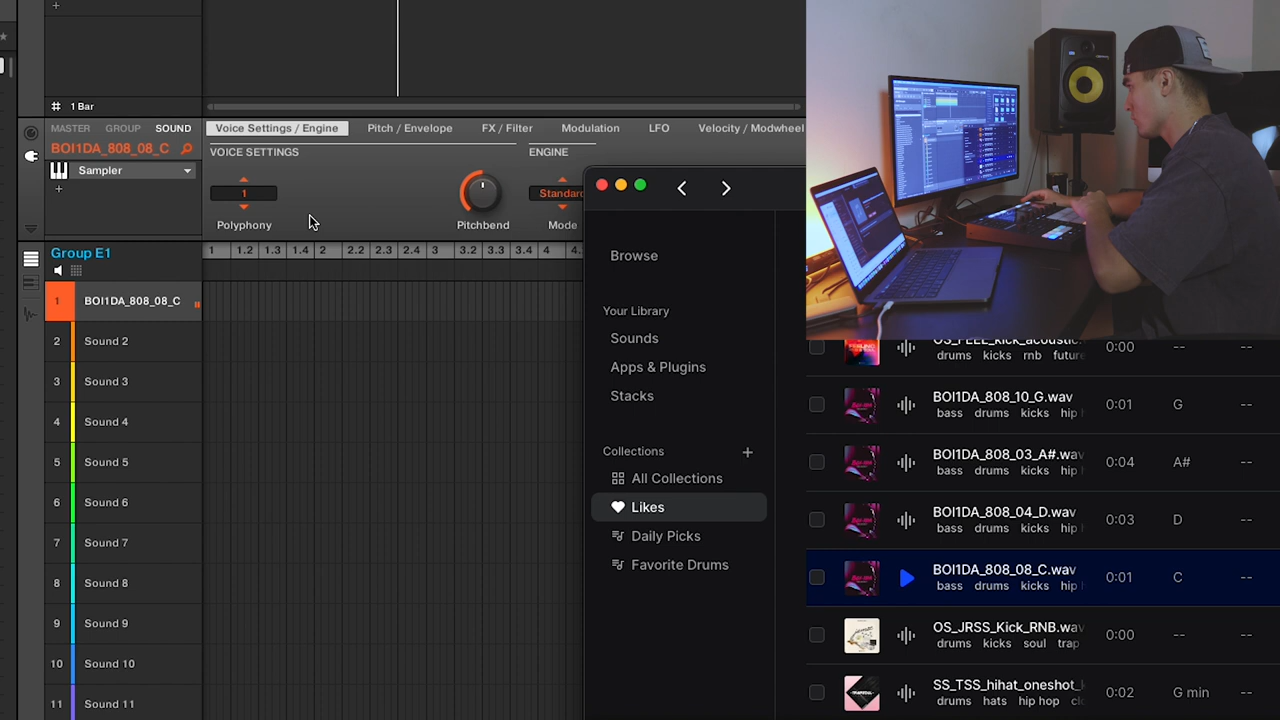 1 Bar
MASTER GROUP SOUND
BOI1DA_808_08_C
Sampler
Voice Settings / Engine Pitch / Envelope FX / Filter Modulation LFO Velocity / Modwheel
VOICE SETTINGS ENGINE
1 Standard
Polyphony Pitchbend Mode
Group E1
1 1.2 1.3 1.4 2 2.2 2.3 2.4 3 3.2 3.3 3.4 4 4.
1 BOI1DA_808_08_C
2 Sound 2
3 Sound 3
4 Sound 4
5 Sound 5
6 Sound 6
7 Sound 7
8 Sound 8
9 Sound 9
10 Sound 10
11 Sound 11
Browse
Your Library
Sounds
Apps & Plugins
Stacks
Collections
All Collections
Likes
Daily Picks
Favorite Drums
OS_FEEL_kick_acoustic. 0:00 -- --
drums kicks rnb future
BOI1DA_808_10_G.wav 0:01 G --
bass drums kicks hip
BOI1DA_808_03_A#.wav 0:04 A# --
bass drums kicks hip
BOI1DA_808_04_D.wav 0:03 D --
bass drums kicks hip
BOI1DA_808_08_C.wav 0:01 C --
bass drums kicks hip
OS_JRSS_Kick_RNB.wav 0:00 -- --
drums kicks soul trap
SS_TSS_hihat_oneshot_ 0:02 G min --
drums hats hip hop